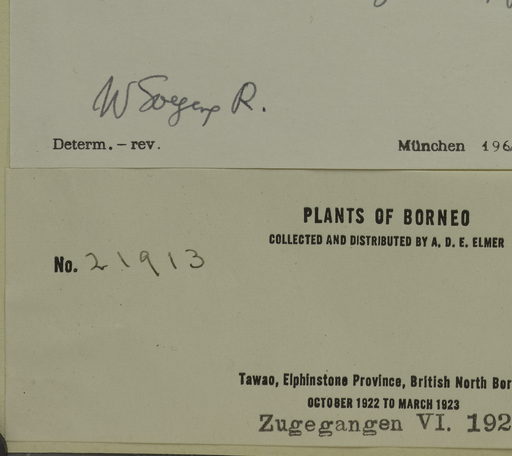 R.
Determ. – rev. München 196
PLANTS OF BORNEO
COLLECTED AND DISTRIBUTED BY A. D. E. ELMER
No. 21913
Tawao, Elphinstone Province, British North Bor
OCTOBER 1922 TO MARCH 1923
Zugegangen VI. 192